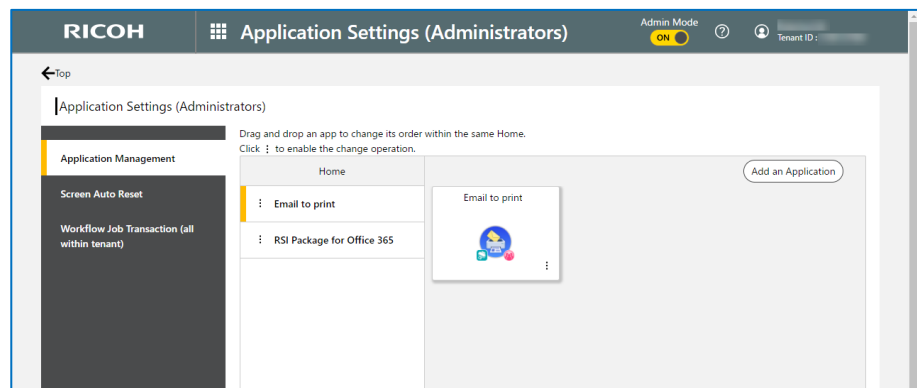 RICOH
Application Settings (Administrators)
Admin Mode
ON
?
Tenant ID :
Top
Application Settings (Administrators)
Application Management
Screen Auto Reset
Workflow Job Transaction (all
within tenant)
Drag and drop an app to change its order within the same Home.
Click ⋮ to enable the change operation.
Home
Email to print
RSI Package for Office 365
Add an Application
Email to print